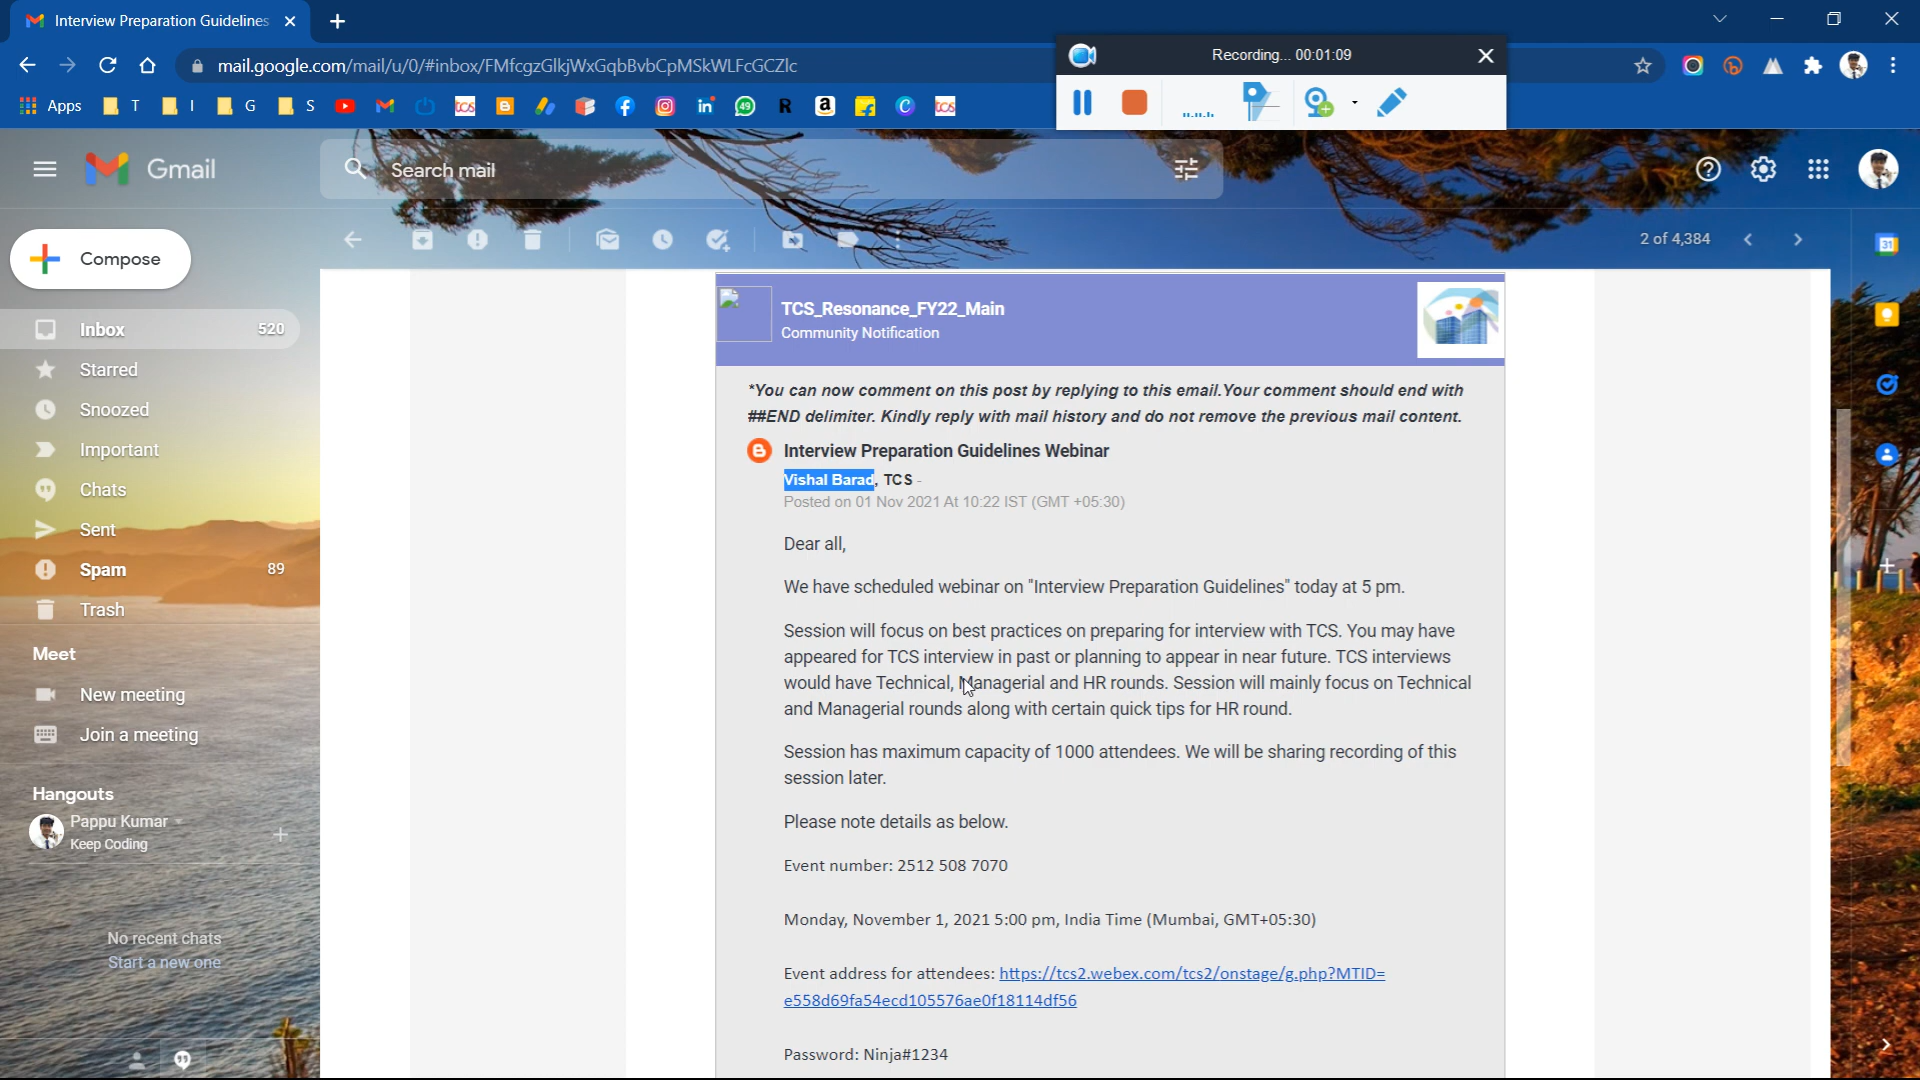 Interview Preparation Guidelines
mail.google.com/mail/u/0/#inbox/FMfcgzGlkjWxGqbBvbCpMSkWLFcGCZlc
Recording... 00:01:09
Apps T I G S
Gmail
Search mail
Compose
2 of 4,384
Inbox 520
Starred
Snoozed
Important
Chats
Sent
Spam 89
Trash
Meet
New meeting
Join a meeting
Hangouts
Pappu Kumar
Keep Coding
No recent chats
Start a new one
TCS_Resonance_FY22_Main
Community Notification
*You can now comment on this post by replying to this email.Your comment should end with
##END delimiter. Kindly reply with mail history and do not remove the previous mail content.
Interview Preparation Guidelines Webinar
Vishal Barad, TCS -
Posted on 01 Nov 2021 At 10:22 IST (GMT +05:30)
Dear all,
We have scheduled webinar on "Interview Preparation Guidelines" today at 5 pm.
Session will focus on best practices on preparing for interview with TCS. You may have
appeared for TCS interview in past or planning to appear in near future. TCS interviews
would have Technical, Managerial and HR rounds. Session will mainly focus on Technical
and Managerial rounds along with certain quick tips for HR round.
Session has maximum capacity of 1000 attendees. We will be sharing recording of this
session later.
Please note details as below.
Event number: 2512 508 7070
Monday, November 1, 2021 5:00 pm, India Time (Mumbai, GMT+05:30)
Event address for attendees: https://tcs2.webex.com/tcs2/onstage/g.php?MTID=
e558d69fa54ecd105576ae0f18114df56
Password: Ninja#1234